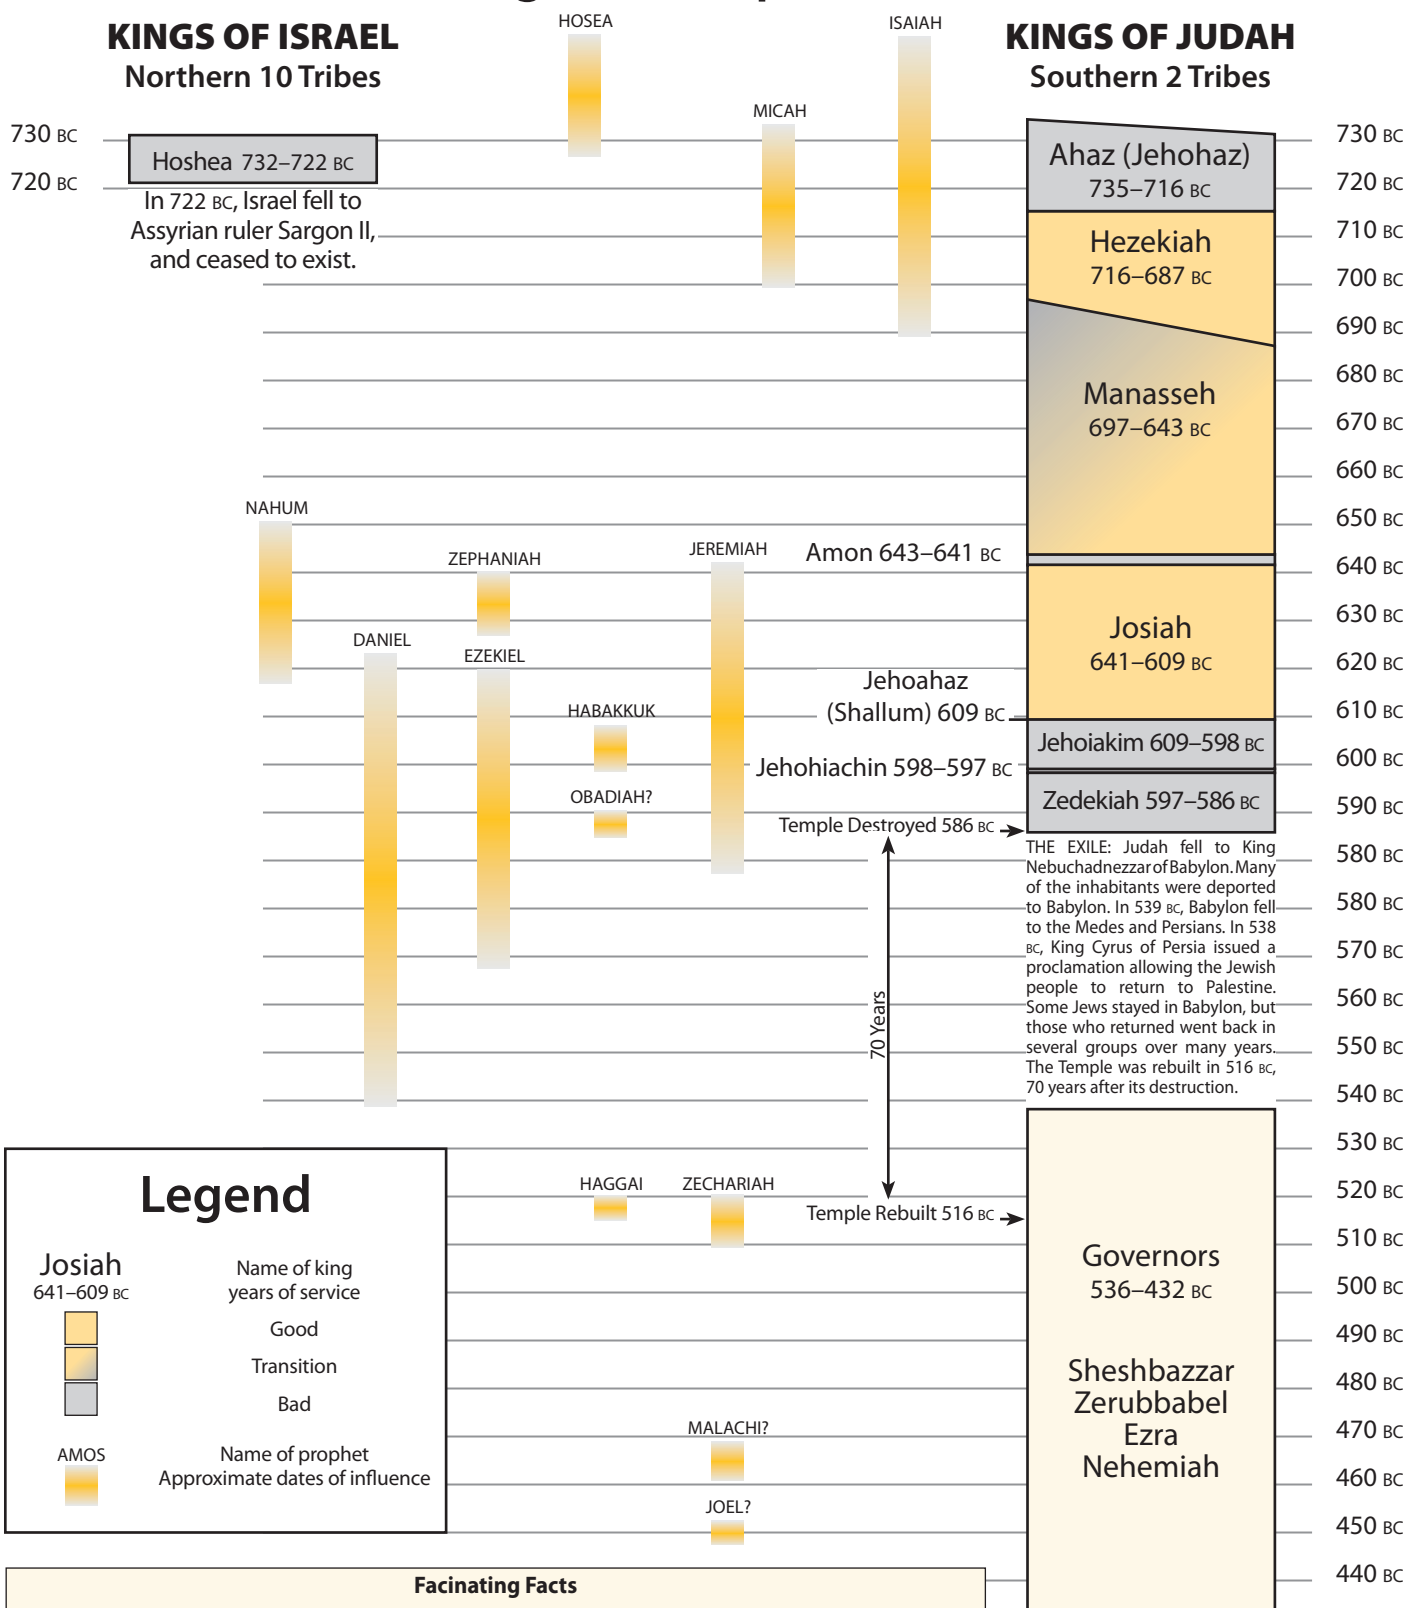 HOSEA
ISAIAH
KINGS OF ISRAEL
Northern 10 Tribes
KINGS OF JUDAH
Southern 2 Tribes
MICAH
730 BC
Hoshea 732–722 BC
720 BC
In 722 BC, Israel fell to
Assyrian ruler Sargon II,
and ceased to exist.
Ahaz (Jehohaz)
735–716 BC
Hezekiah
716–687 BC
Manasseh
697–643 BC
Amon 643–641 BC
Josiah
641–609 BC
Jehoahaz
(Shallum) 609 BC
Jehoiakim 609–598 BC
Jehohiachin 598–597 BC
Zedekiah 597–586 BC
Temple Destroyed 586 BC
730 BC
720 BC
710 BC
700 BC
690 BC
680 BC
670 BC
660 BC
650 BC
640 BC
630 BC
620 BC
610 BC
600 BC
590 BC
580 BC
570 BC
560 BC
550 BC
540 BC
530 BC
520 BC
510 BC
500 BC
490 BC
480 BC
470 BC
460 BC
450 BC
440 BC
NAHUM
ZEPHANIAH
JEREMIAH
DANIEL
EZEKIEL
HABAKKUK
OBADIAH?
THE EXILE: Judah fell to King
Nebuchadnezzar of Babylon. Many
of the inhabitants were deported
to Babylon. In 539 BC, Babylon fell
to the Medes and Persians. In 538
BC, King Cyrus of Persia issued a
proclamation allowing the Jewish
people to return to Palestine.
Some Jews stayed in Babylon, but
those who returned went back in
several groups over many years.
The Temple was rebuilt in 516 BC,
70 years after its destruction.
70 Years
HAGGAI
ZECHARIAH
Temple Rebuilt 516 BC
Governors
536–432 BC
Sheshbazzar
Zerubbabel
Ezra
Nehemiah
MALACHI?
JOEL?
Legend
Josiah
641–609 BC
Name of king
years of service
Good
Transition
Bad
AMOS
Name of prophet
Approximate dates of influence
Facinating Facts